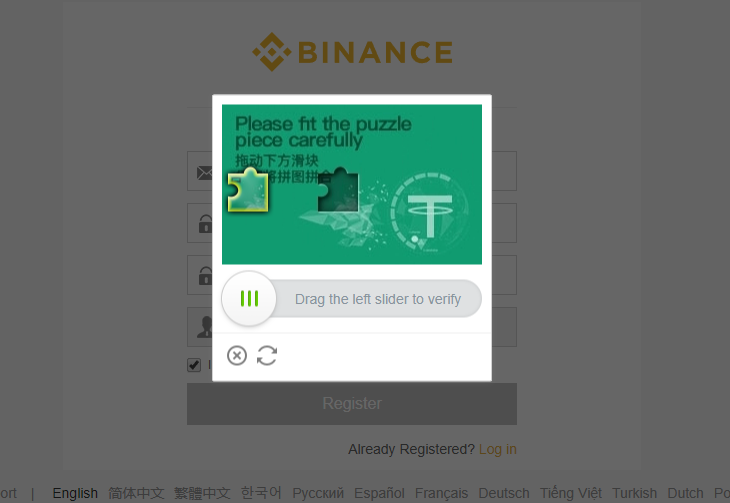 BINANCE
Please fit the puzzle
piece carefully
拖动下方滑块
将拼图拼合
Drag the left slider to verify
Register
Already Registered? Log in
ort | English 简体中文 繁體中文 한국어 Русский Español Français Deutsch Tiếng Việt Turkish Dutch Po